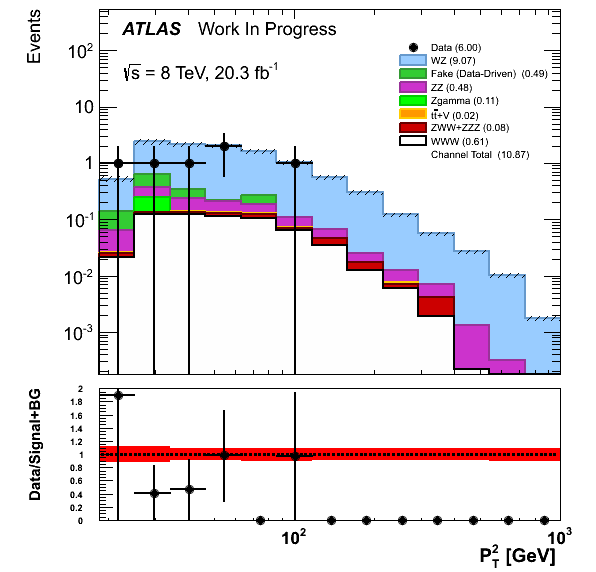 Events
ATLAS Work In Progress
√s = 8 TeV, 20.3 fb⁻¹
Data (6.00)
WZ (9.07)
Fake (Data-Driven) (0.49)
ZZ (0.48)
Zgamma (0.11)
tt̄+V (0.02)
ZWW+ZZZ (0.08)
WWW (0.61)
Channel Total (10.87)
10²
10
1
10⁻¹
10⁻²
10⁻³
Data/Signal+BG
2
1.8
1.6
1.4
1.2
1
0.8
0.6
0.4
0.2
0
10²
10³
P²_T [GeV]